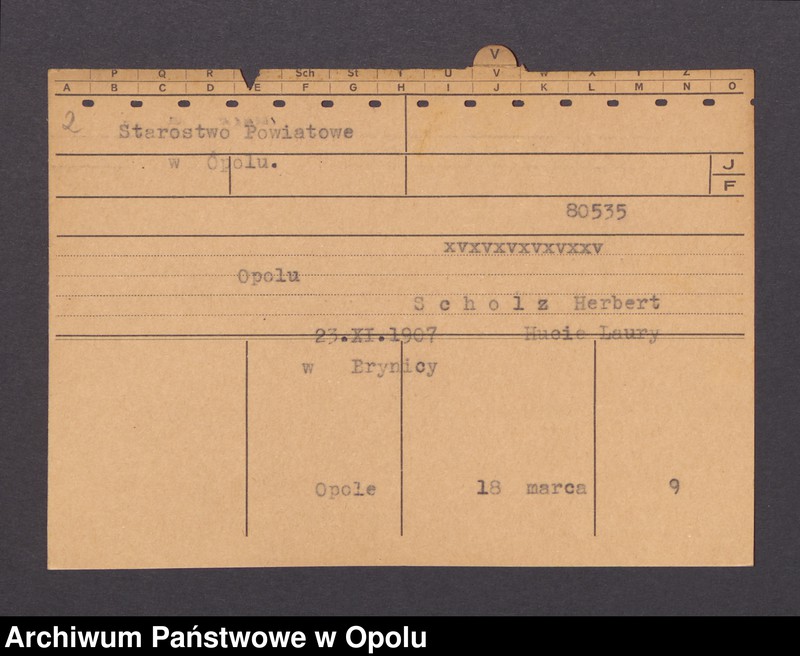 V
P Q R Sch St T U V W X Y Z
A B C D E F G H I J K L M N O
2
Starostwo Powiatowe
w Opolu.
J
F
80535
xvxvxvxvxvxxv
Opolu
Scholz Herbert
23.XI.1907 Hucie Laury
w Brynicy
Opole 18 marca 9
Archiwum Państwowe w Opolu